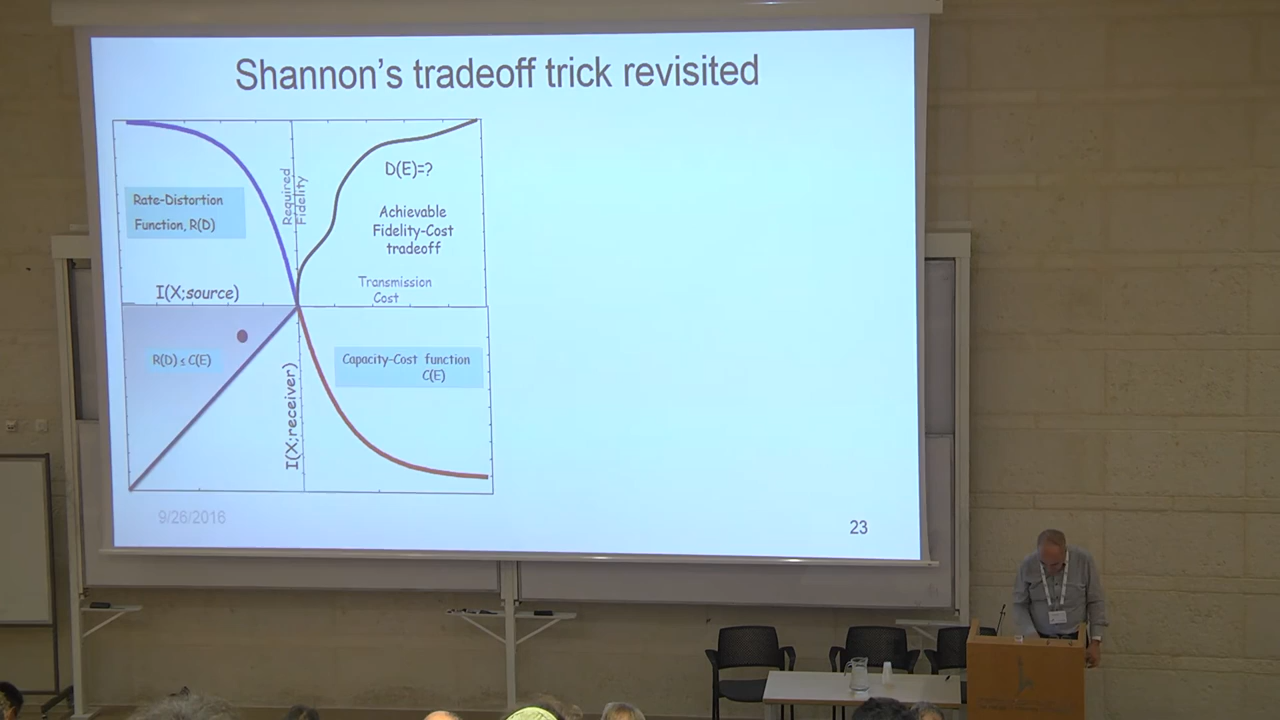 Shannon's tradeoff trick revisited
Required
Fidelity
D(E)=?
Rate-Distortion
Function, R(D)
Achievable
Fidelity-Cost
tradeoff
I(X;source)
Transmission
Cost
R(D) ≤ C(E)
Capacity-Cost function
C(E)
I(X;receiver)
9/26/2016
23